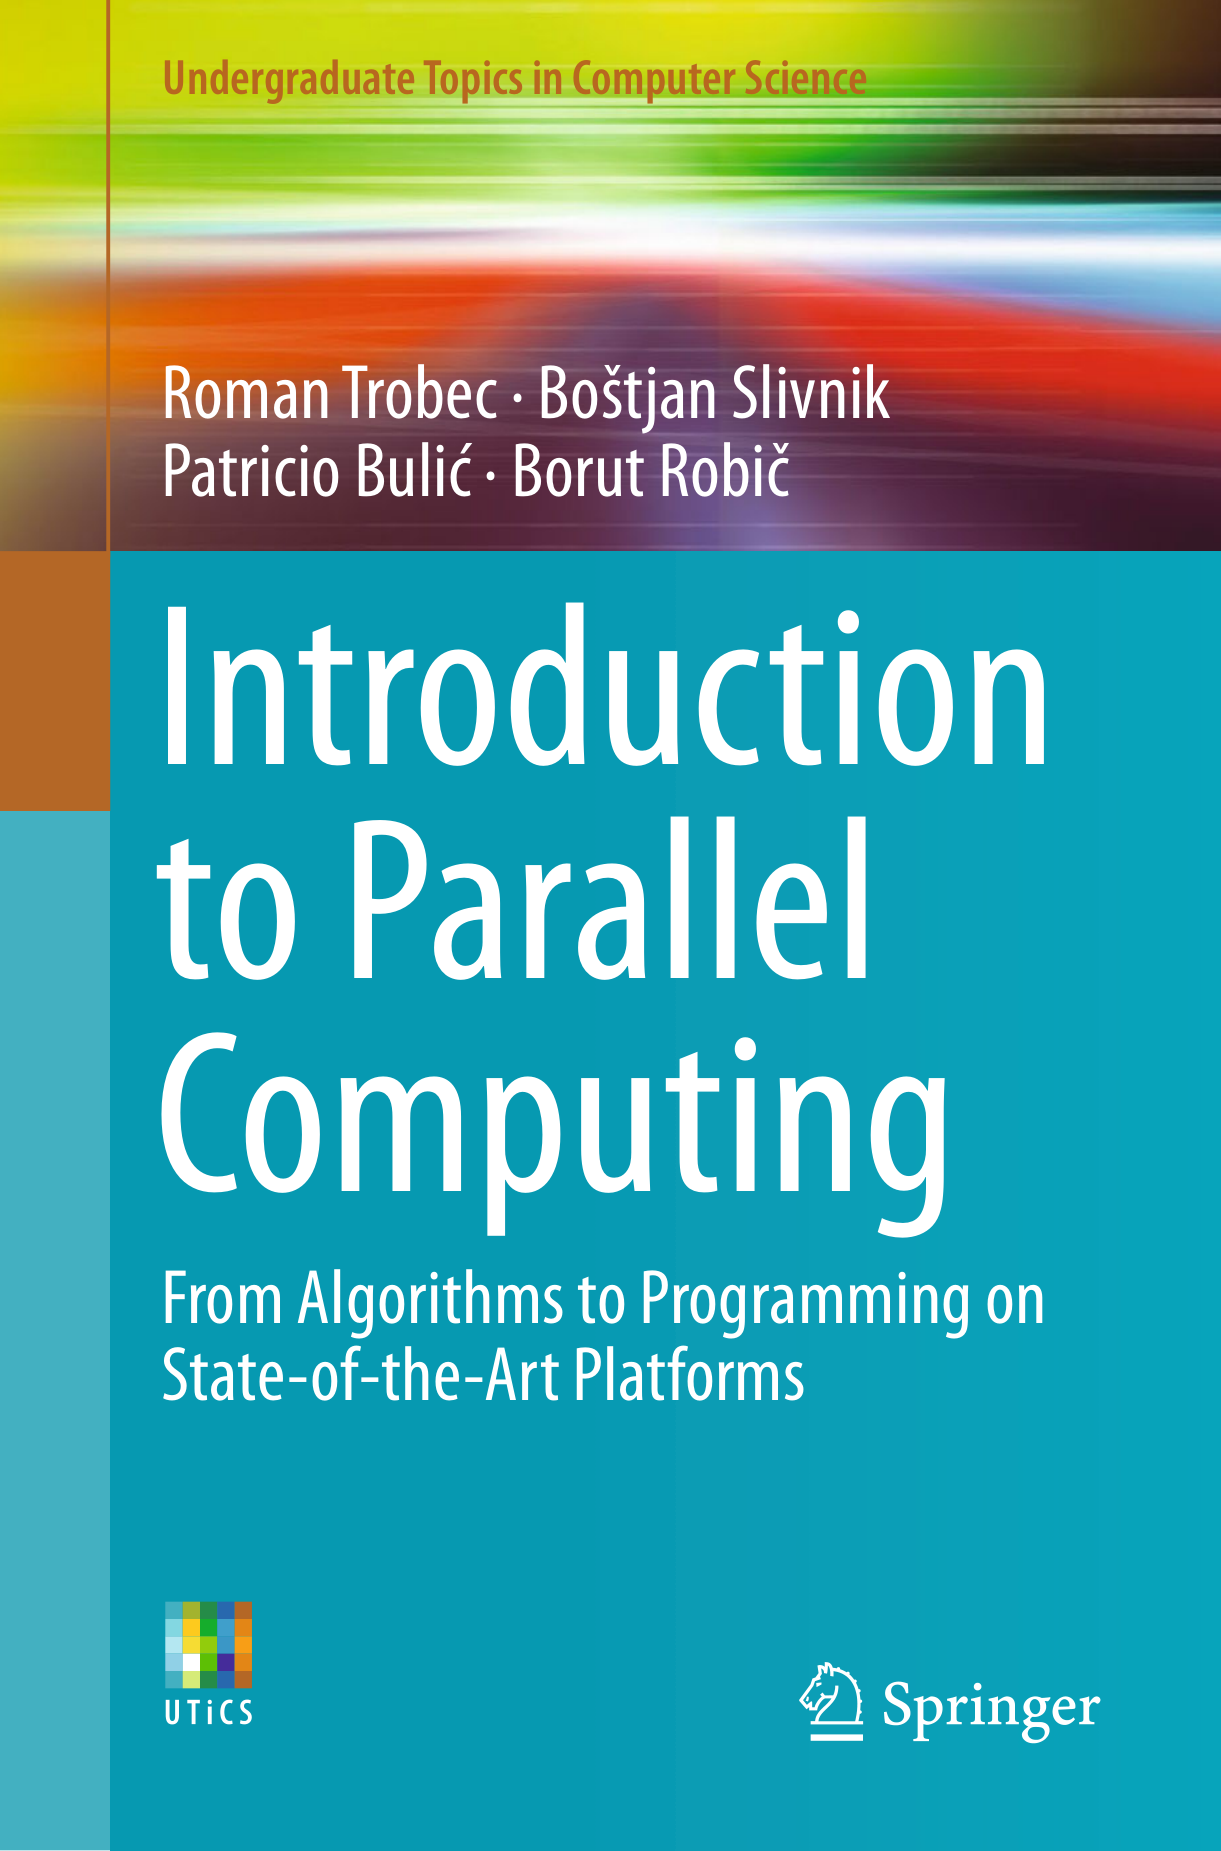 Undergraduate Topics in Computer Science
Roman Trobec · Boštjan Slivnik
Patricio Bulić · Borut Robič
Introduction
to Parallel
Computing
From Algorithms to Programming on
State-of-the-Art Platforms
UTiCS
Springer